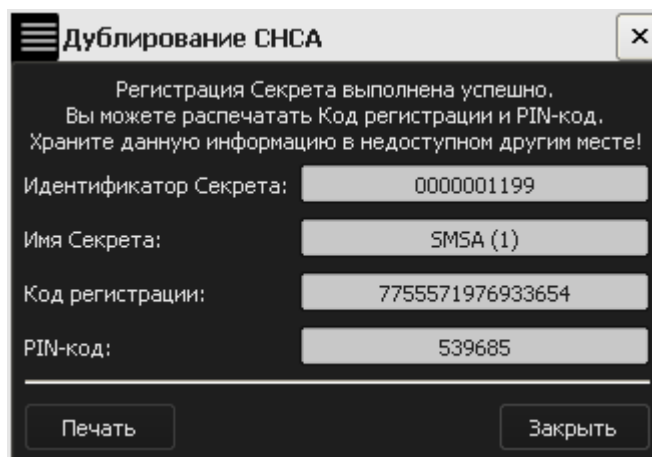 Дублирование СНСА
Регистрация Секрета выполнена успешно.
Вы можете распечатать Код регистрации и PIN-код.
Храните данную информацию в недоступном другим месте!
Идентификатор Секрета: 0000001199
Имя Секрета: SMSA (1)
Код регистрации: 7755571976933654
PIN-код: 539685
Печать Закрыть